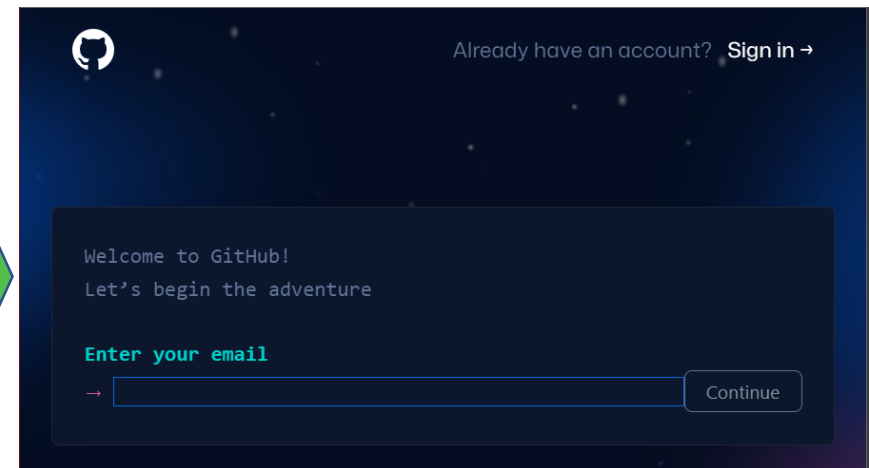 Already have an account? Sign in →
Welcome to GitHub!
Let’s begin the adventure
Enter your email
→
Continue